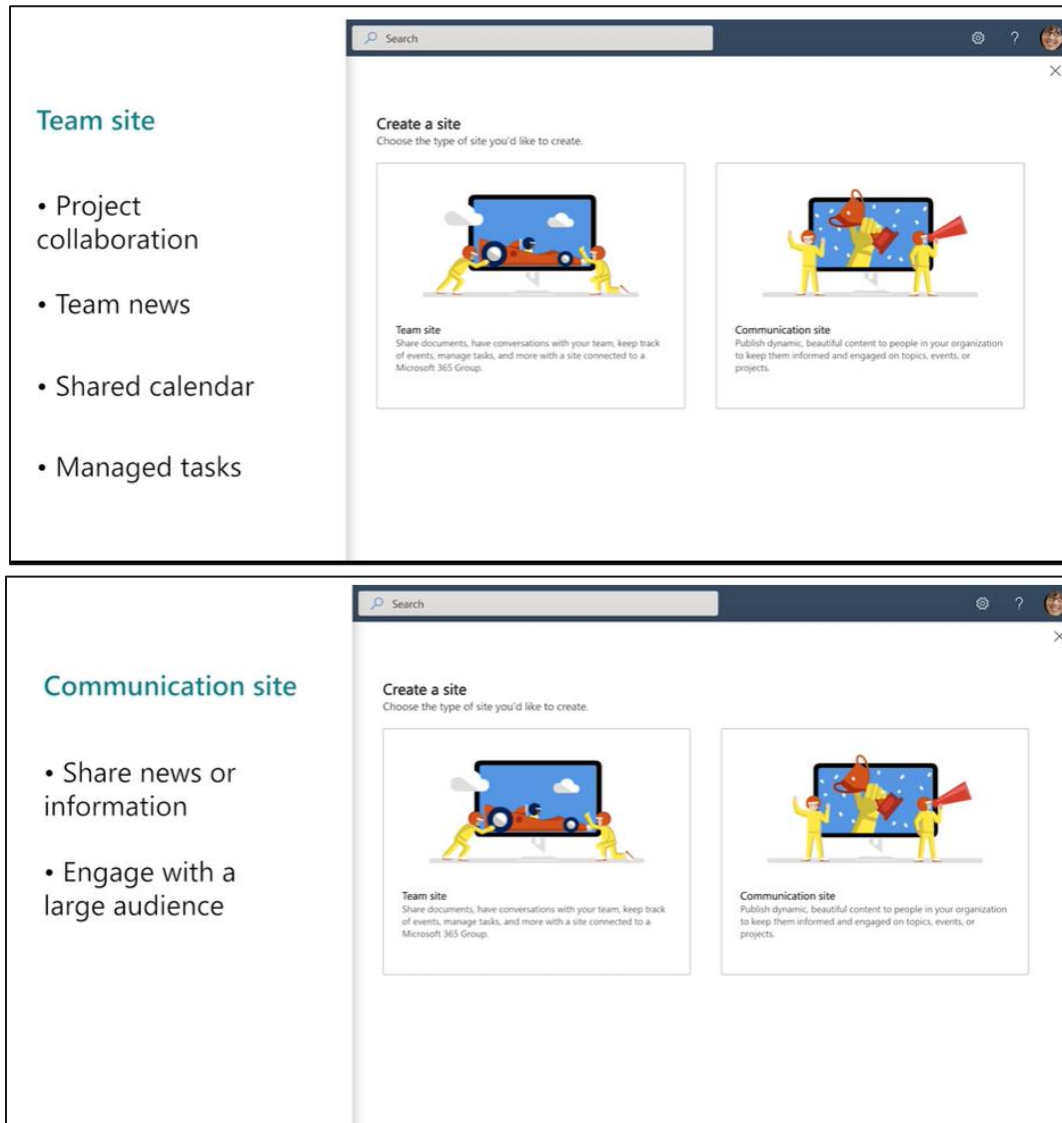 Search
?
Team site
Create a site
Choose the type of site you'd like to create.
• Project
collaboration
• Team news
• Shared calendar
• Managed tasks
Team site
Share documents, have conversations with your team, keep track
of events, manage tasks, and more with a site connected to a
Microsoft 365 Group.
Communication site
Publish dynamic, beautiful content to people in your organization
to keep them informed and engaged on topics, events, or
projects.
Search
?
Communication site
Create a site
Choose the type of site you'd like to create.
• Share news or
information
• Engage with a
large audience
Team site
Share documents, have conversations with your team, keep track
of events, manage tasks, and more with a site connected to a
Microsoft 365 Group.
Communication site
Publish dynamic, beautiful content to people in your organization
to keep them informed and engaged on topics, events, or
projects.